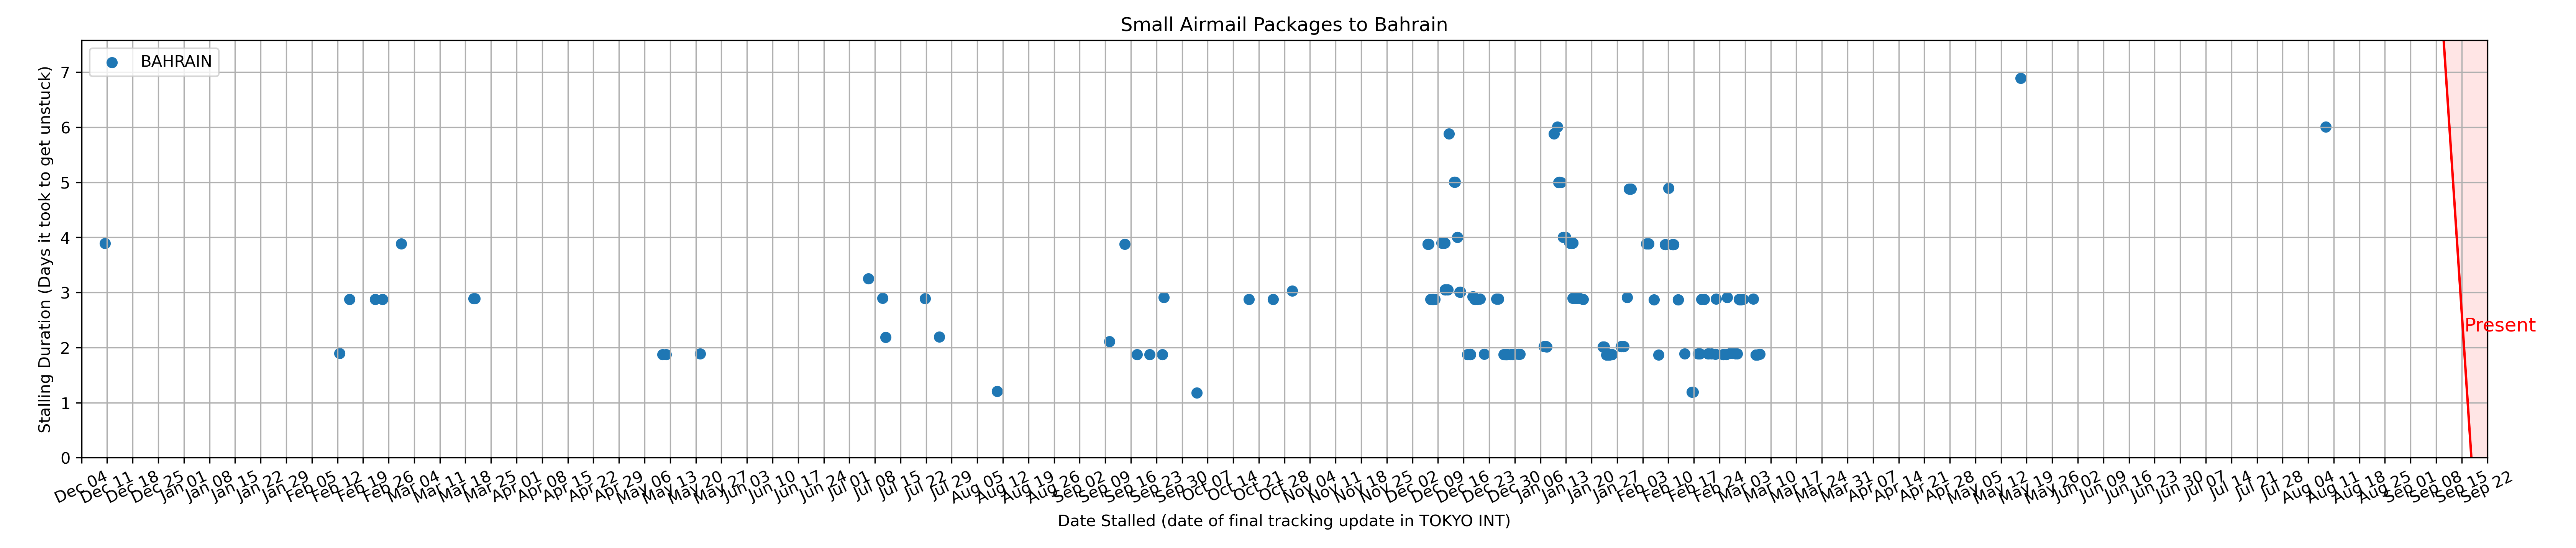 Small Airmail Packages to Bahrain
BAHRAIN
Stalling Duration (Days it took to get unstuck)
7
6
5
4
3
2
1
0
Present
Dec 04
Dec 11
Dec 18
Dec 25
Jan 01
Jan 08
Jan 15
Jan 22
Jan 29
Feb 05
Feb 12
Feb 19
Feb 26
Mar 04
Mar 11
Mar 18
Mar 25
Apr 01
Apr 08
Apr 15
Apr 22
Apr 29
May 06
May 13
May 20
May 27
Jun 03
Jun 10
Jun 17
Jun 24
Jul 01
Jul 08
Jul 15
Jul 22
Jul 29
Aug 05
Aug 12
Aug 19
Aug 26
Sep 02
Sep 09
Sep 16
Sep 23
Sep 30
Oct 07
Oct 14
Oct 21
Oct 28
Nov 04
Nov 11
Nov 18
Nov 25
Dec 02
Dec 09
Dec 16
Dec 23
Dec 30
Jan 06
Jan 13
Jan 20
Jan 27
Feb 03
Feb 10
Feb 17
Feb 24
Mar 03
Mar 10
Mar 17
Mar 24
Mar 31
Apr 07
Apr 14
Apr 21
Apr 28
May 05
May 12
May 19
May 26
Jun 02
Jun 09
Jun 16
Jun 23
Jun 30
Jul 07
Jul 14
Jul 21
Jul 28
Aug 04
Aug 11
Aug 18
Aug 25
Sep 01
Sep 08
Sep 15
Sep 22
Date Stalled (date of final tracking update in TOKYO INT)